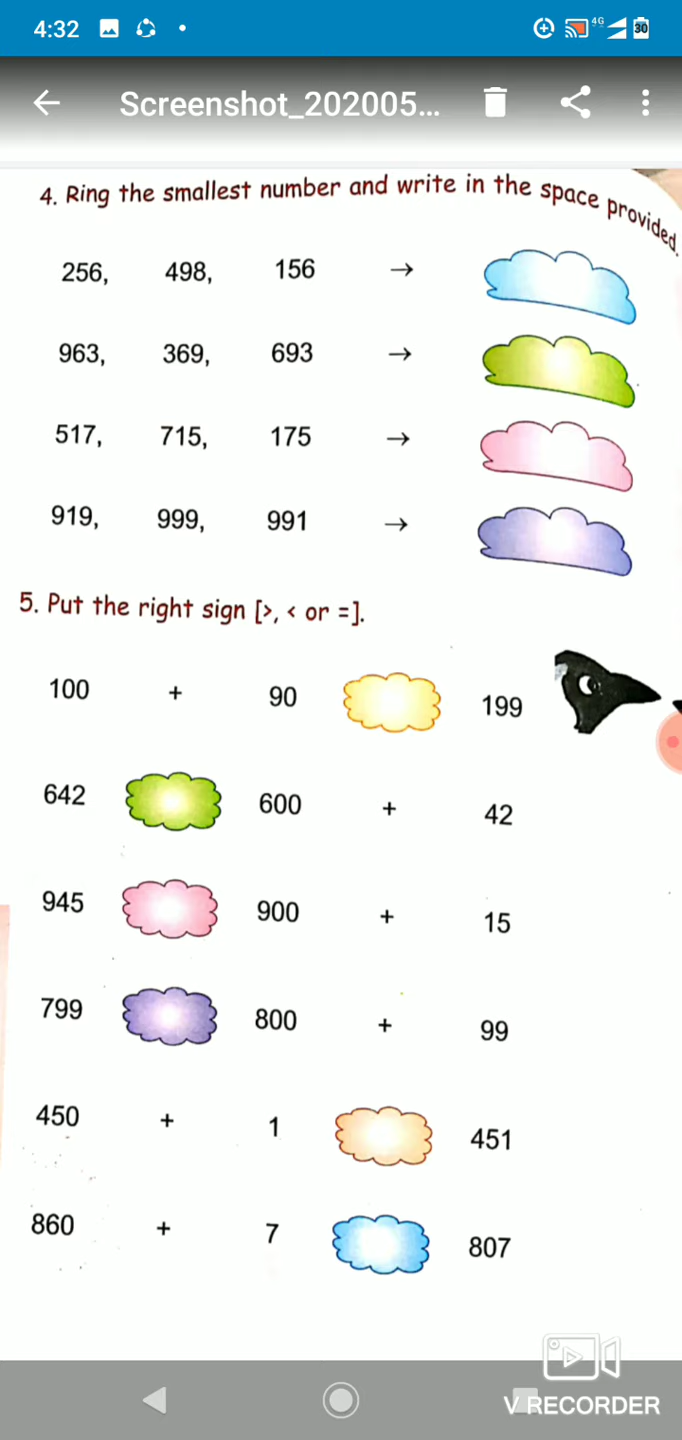 4:32 4G 30
Screenshot_202005...
4. Ring the smallest number and write in the space provided.
256, 498, 156 →
963, 369, 693 →
517, 715, 175 →
919, 999, 991 →
5. Put the right sign [>, < or =].
100 + 90 199
642 600 + 42
945 900 + 15
799 800 + 99
450 + 1 451
860 + 7 807
V RECORDER